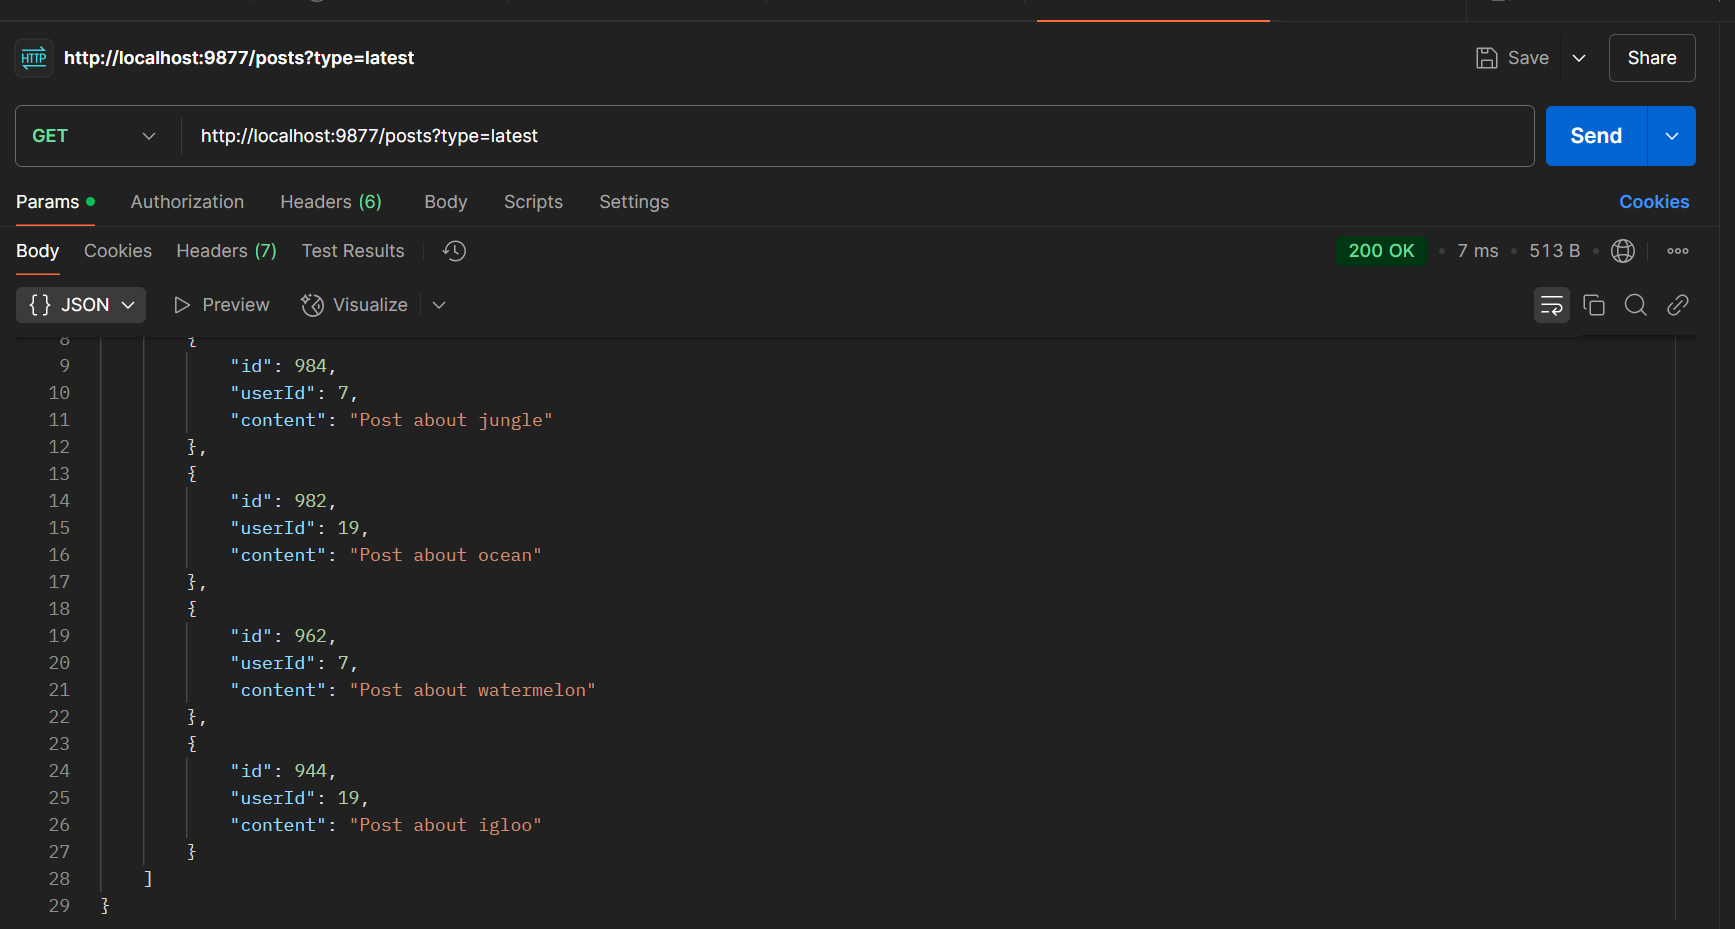 HTTP http://localhost:9877/posts?type=latest Save Share
GET http://localhost:9877/posts?type=latest Send
Params Authorization Headers (6) Body Scripts Settings Cookies
Body Cookies Headers (7) Test Results 200 OK • 7 ms • 513 B •
{} JSON Preview Visualize
8 {
9 "id": 984,
10 "userId": 7,
11 "content": "Post about jungle"
12 },
13 {
14 "id": 982,
15 "userId": 19,
16 "content": "Post about ocean"
17 },
18 {
19 "id": 962,
20 "userId": 7,
21 "content": "Post about watermelon"
22 },
23 {
24 "id": 944,
25 "userId": 19,
26 "content": "Post about igloo"
27 }
28 ]
29 }